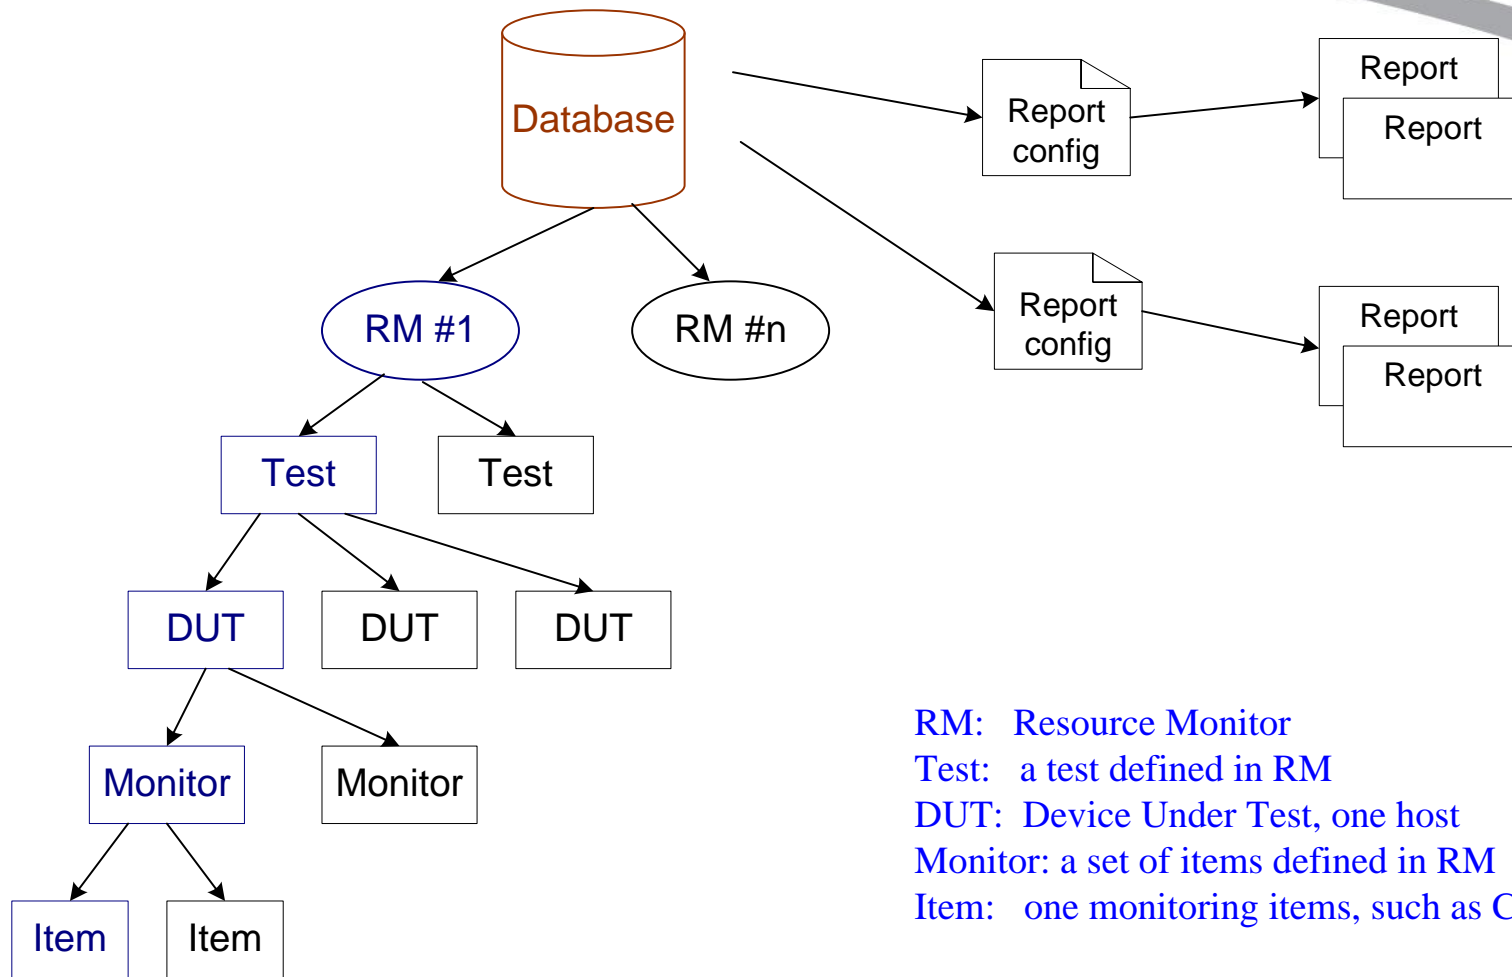 Database
Report
config
Report
Report
Report
config
Report
Report
RM #1
RM #n
Test
Test
DUT
DUT
DUT
Monitor
Monitor
Item
Item
RM: Resource Monitor
Test: a test defined in RM
DUT: Device Under Test, one host
Monitor: a set of items defined in RM
Item: one monitoring items, such as